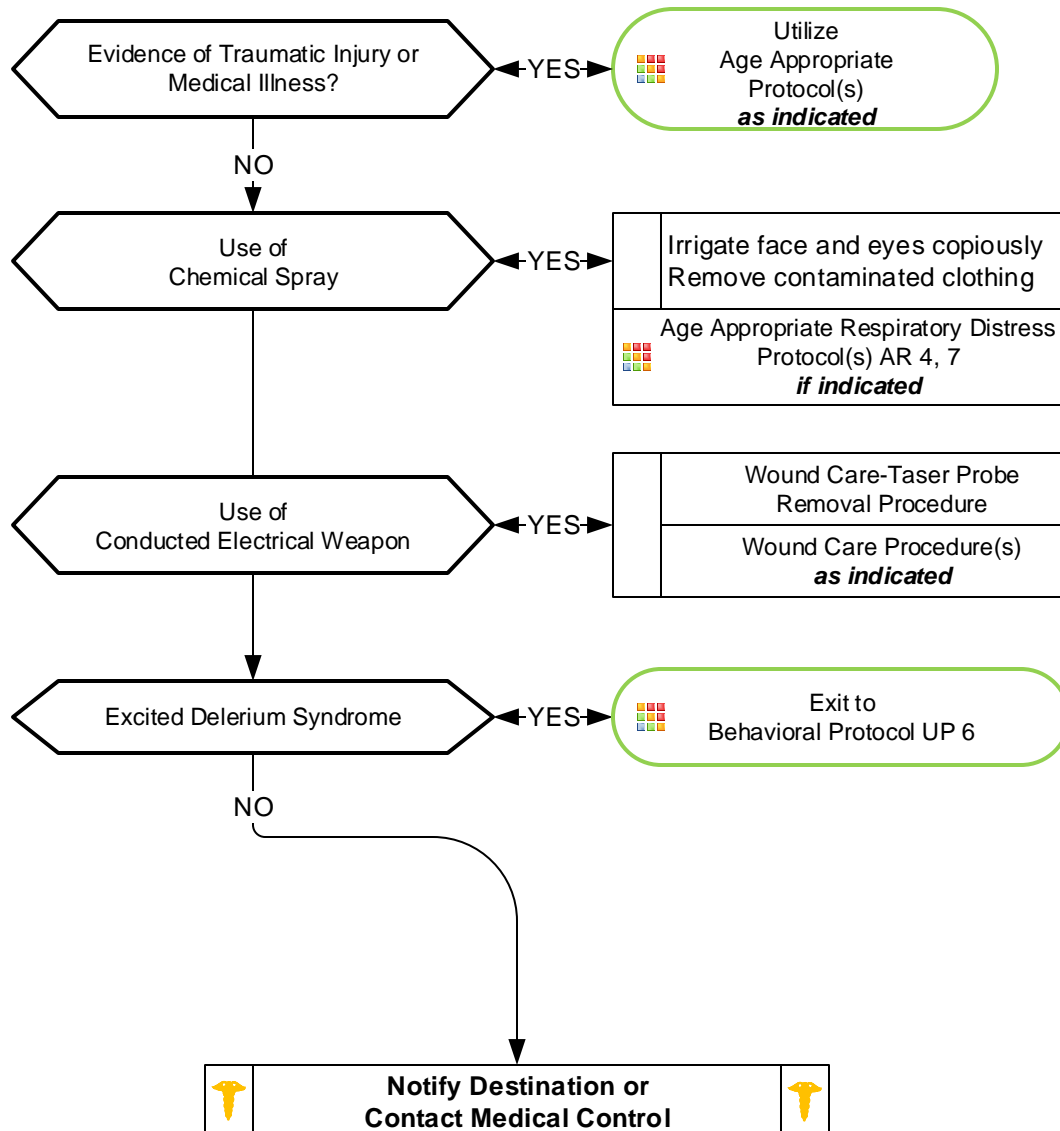 Evidence of Traumatic Injury or
Medical Illness?
YES
Utilize
Age Appropriate
Protocol(s)
as indicated
NO
Use of
Chemical Spray
YES
Irrigate face and eyes copiously
Remove contaminated clothing
Age Appropriate Respiratory Distress
Protocol(s) AR 4, 7
if indicated
Use of
Conducted Electrical Weapon
YES
Wound Care-Taser Probe
Removal Procedure
Wound Care Procedure(s)
as indicated
Excited Delerium Syndrome
YES
Exit to
Behavioral Protocol UP 6
NO
Notify Destination or
Contact Medical Control